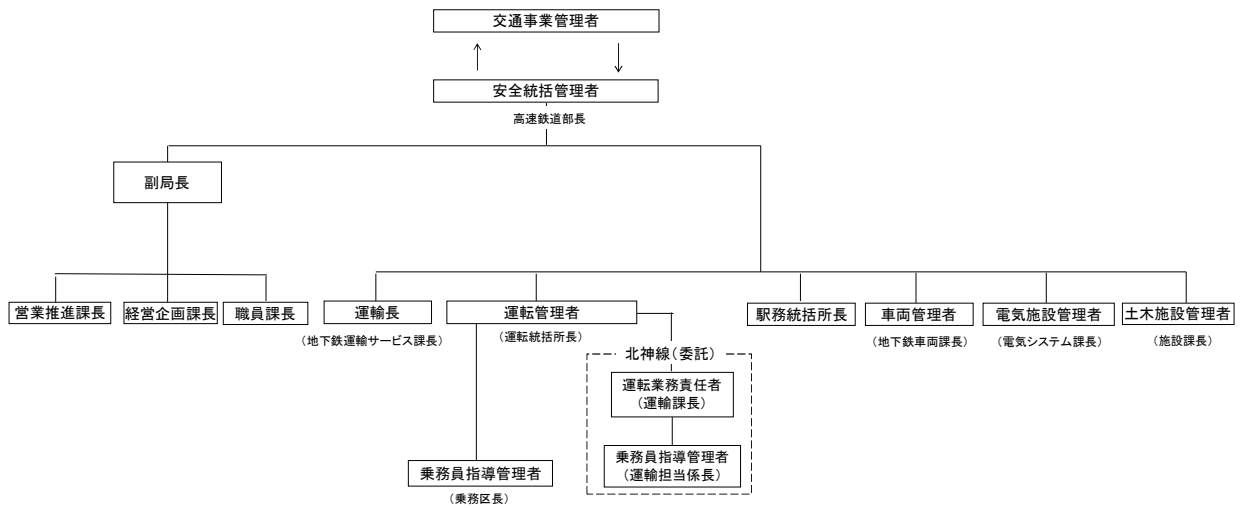 交通事業管理者
安全統括管理者
高速鉄道部長
副局長
営業推進課長
経営企画課長
職員課長
運輸長
(地下鉄運輸サービス課長)
運転管理者
(運転統括所長)
駅務統括所長
車両管理者
(地下鉄車両課長)
電気施設管理者
(電気システム課長)
土木施設管理者
(施設課長)
北神線(委託)
運転業務責任者
(運輸課長)
乗務員指導管理者
(運輸担当係長)
乗務員指導管理者
(乗務区長)